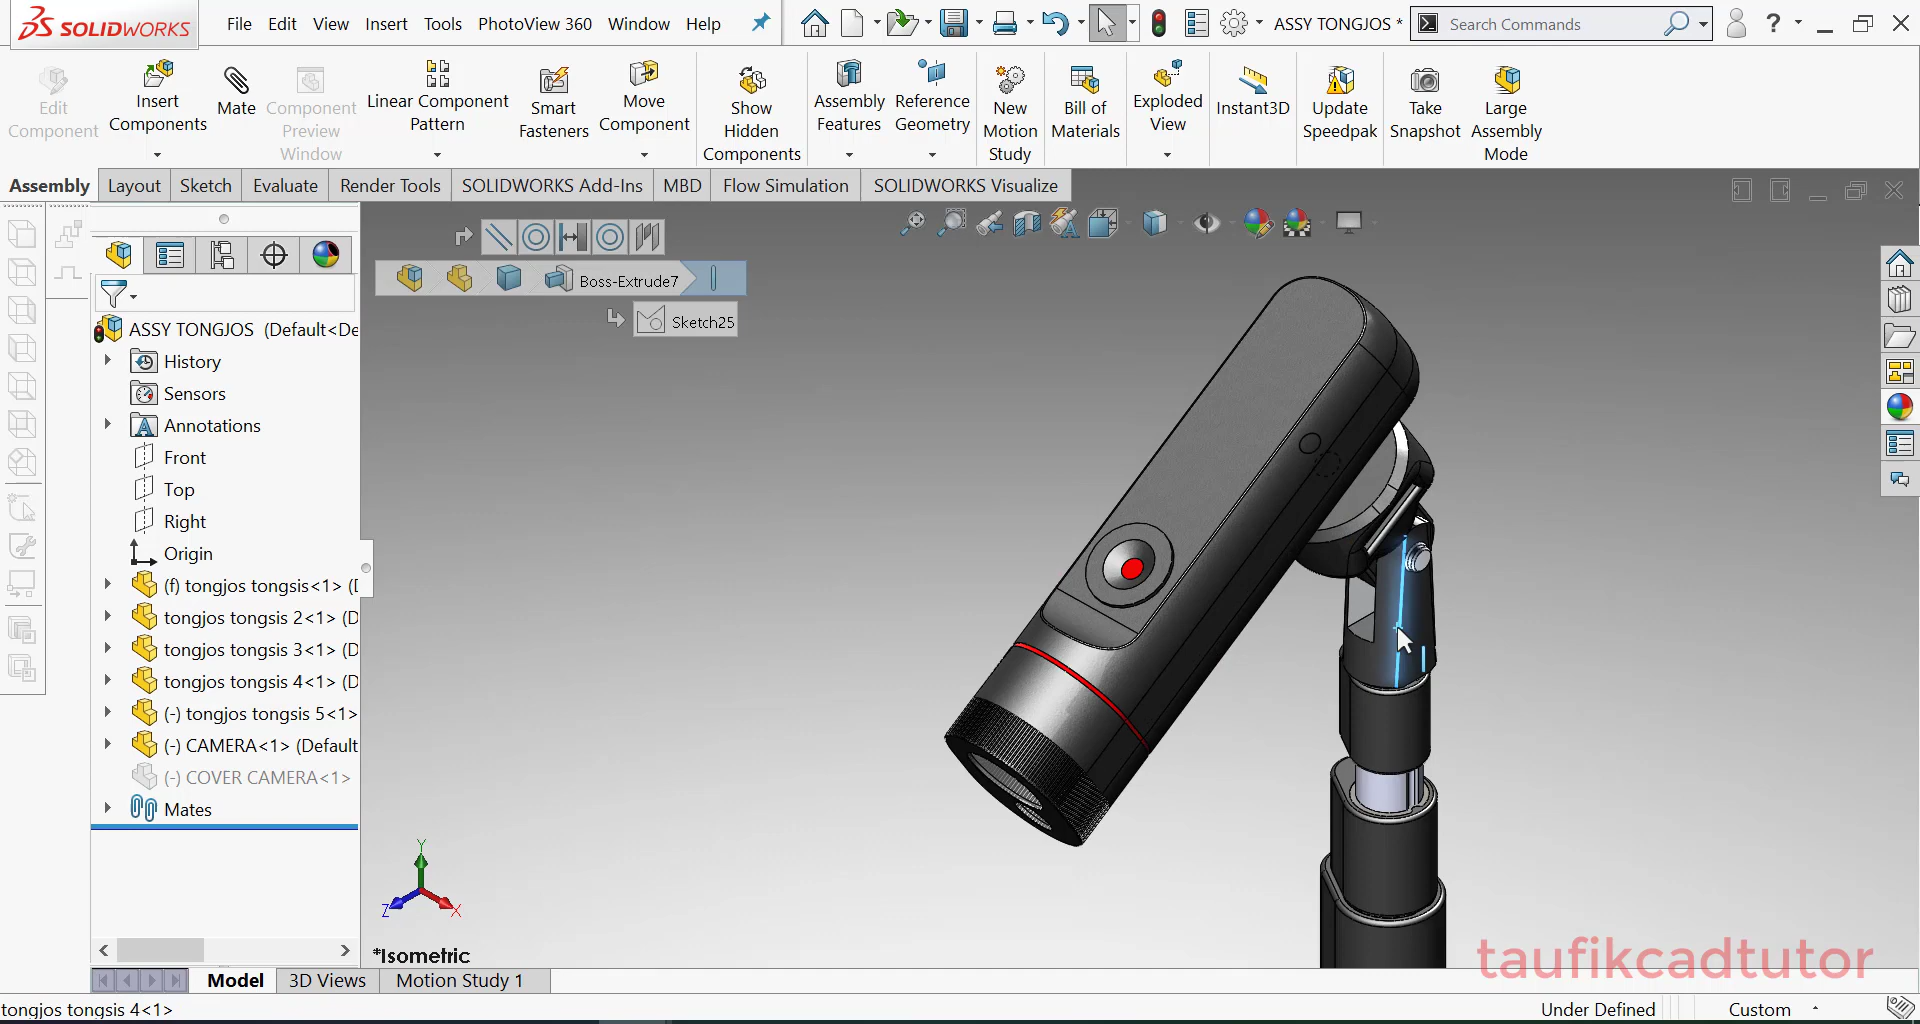 SOLIDWORKS File Edit View Insert Tools PhotoView 360 Window Help ASSY TONGJOS * Search Commands ?
Edit Component
Insert Components
Mate
Component Preview Window
Linear Component Pattern
Smart Fasteners
Move Component
Show Hidden Components
Assembly Features
Reference Geometry
New Motion Study
Bill of Materials
Exploded View
Instant3D
Update Speedpak
Take Snapshot
Large Assembly Mode
Assembly Layout Sketch Evaluate Render Tools SOLIDWORKS Add-Ins MBD Flow Simulation SOLIDWORKS Visualize
Boss-Extrude7
Sketch25
ASSY TONGJOS (Default<De
History
Sensors
Annotations
Front
Top
Right
Origin
(f) tongjos tongsis<1> (D
tongjos tongsis 2<1> (D
tongjos tongsis 3<1> (D
tongjos tongsis 4<1> (D
(-) tongjos tongsis 5<1>
(-) CAMERA<1> (Default
(-) COVER CAMERA<1>
Mates
Y
Z X
*Isometric
taufikcadtutor
Model 3D Views Motion Study 1
tongjos tongsis 4<1> Under Defined Custom